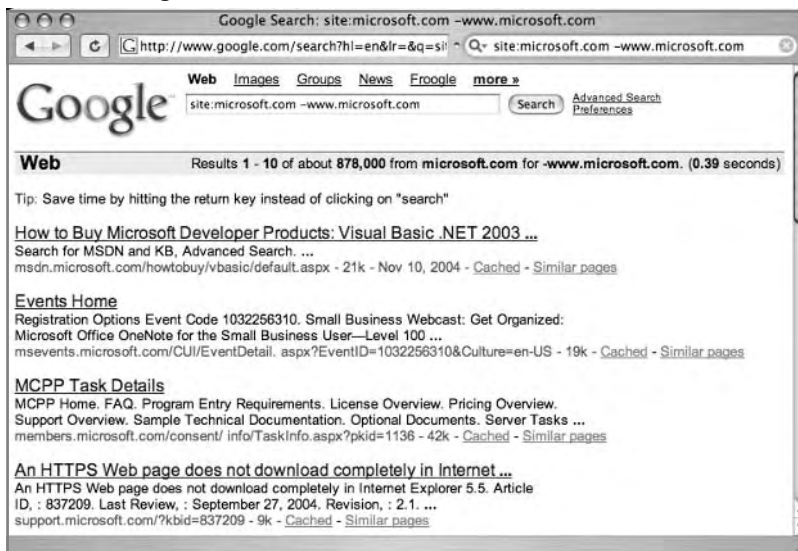 Google Search: site:microsoft.com –www.microsoft.com
G http://www.google.com/search?hl=en&lr=&q=si Q site:microsoft.com –www.microsoft.com
Web Images Groups News Froogle more »
Google™
site:microsoft.com –www.microsoft.com Search Advanced Search
Preferences
Web Results 1 - 10 of about 878,000 from microsoft.com for -www.microsoft.com. (0.39 seconds)
Tip: Save time by hitting the return key instead of clicking on "search"
How to Buy Microsoft Developer Products: Visual Basic .NET 2003 ...
Search for MSDN and KB, Advanced Search. ...
msdn.microsoft.com/howtobuy/vbasic/default.aspx - 21k - Nov 10, 2004 - Cached - Similar pages
Events Home
Registration Options Event Code 1032256310. Small Business Webcast: Get Organized:
Microsoft Office OneNote for the Small Business User—Level 100 ...
msevents.microsoft.com/CUI/EventDetail. aspx?EventID=1032256310&Culture=en-US - 19k - Cached - Similar pages
MCPP Task Details
MCPP Home. FAQ. Program Entry Requirements. License Overview. Pricing Overview.
Support Overview. Sample Technical Documentation. Optional Documents. Server Tasks ...
members.microsoft.com/consent/ info/TaskInfo.aspx?pkid=1136 - 42k - Cached - Similar pages
An HTTPS Web page does not download completely in Internet ...
An HTTPS Web page does not download completely in Internet Explorer 5.5. Article
ID, : 837209. Last Review, : September 27, 2004. Revision, : 2.1. ...
support.microsoft.com/?kbid=837209 - 9k - Cached - Similar pages